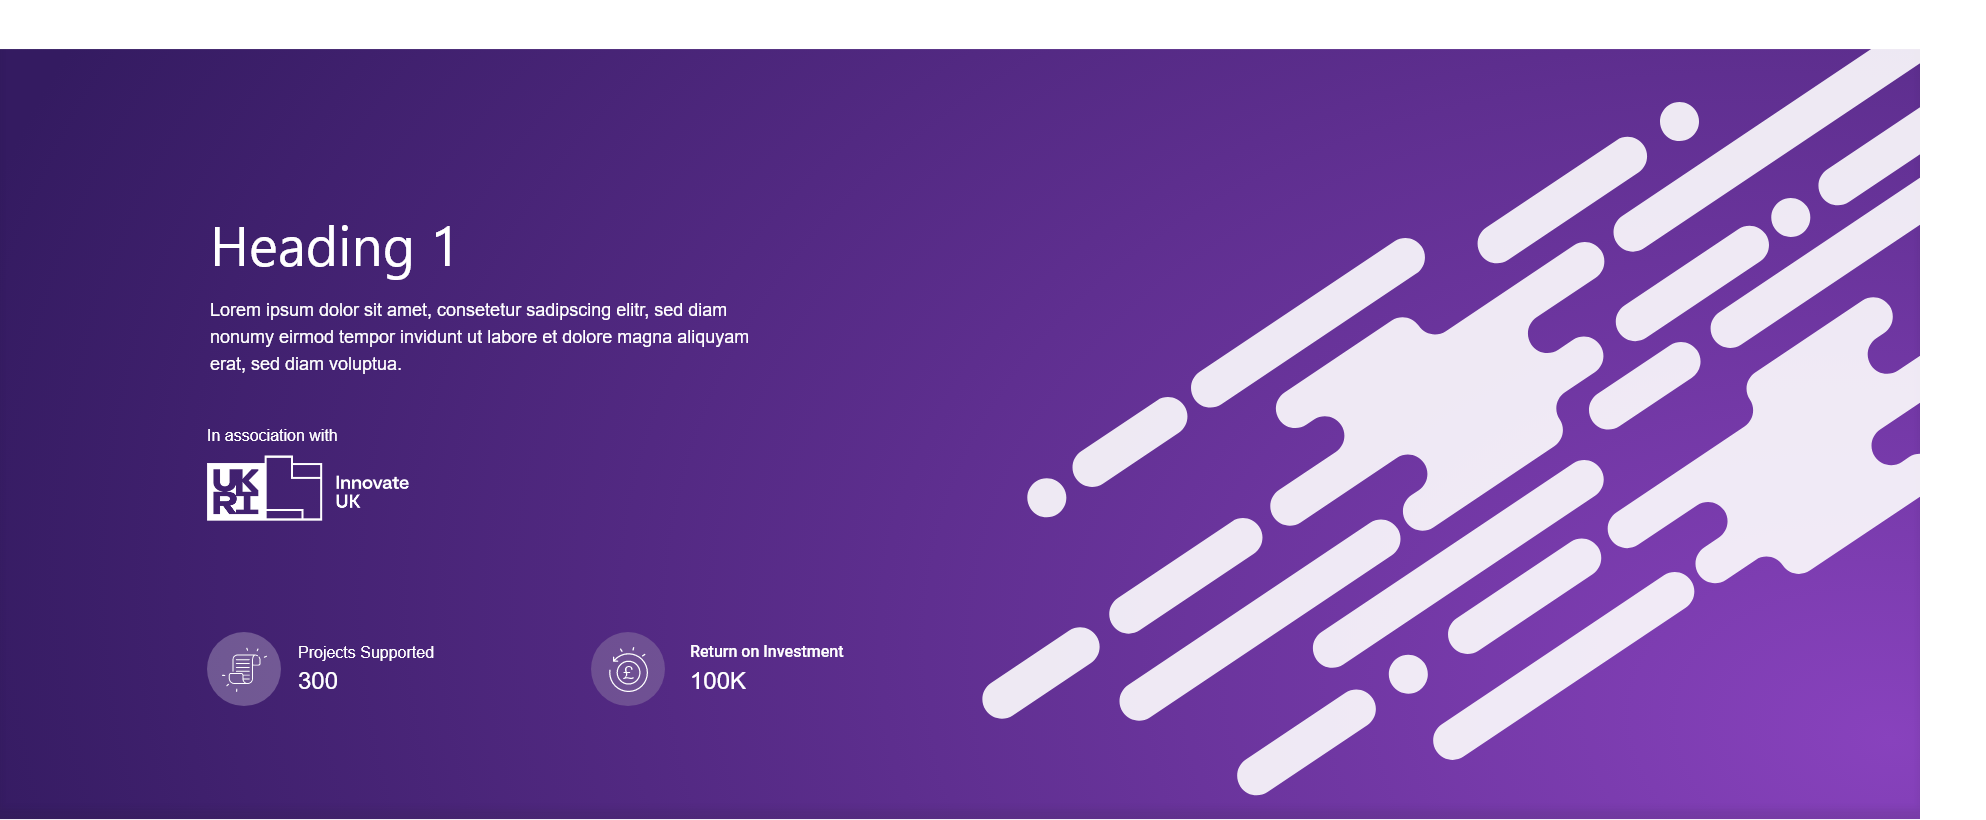 Heading 1
Lorem ipsum dolor sit amet, consetetur sadipscing elitr, sed diam
nonumy eirmod tempor invidunt ut labore et dolore magna aliquyam
erat, sed diam voluptua.
In association with
UK
RI
Innovate
UK
Projects Supported
300
£
Return on Investment
100K